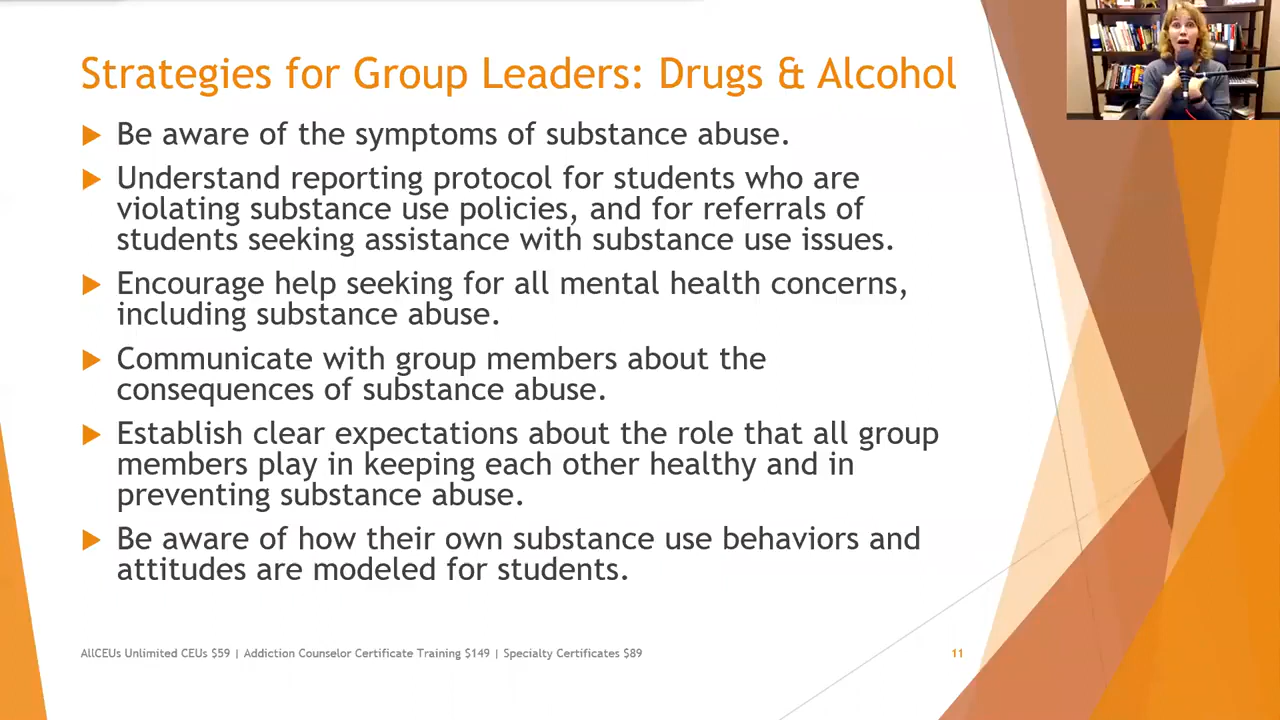 Strategies for Group Leaders: Drugs & Alcohol
Be aware of the symptoms of substance abuse.
Understand reporting protocol for students who are
violating substance use policies, and for referrals of
students seeking assistance with substance use issues.
Encourage help seeking for all mental health concerns,
including substance abuse.
Communicate with group members about the
consequences of substance abuse.
Establish clear expectations about the role that all group
members play in keeping each other healthy and in
preventing substance abuse.
Be aware of how their own substance use behaviors and
attitudes are modeled for students.
AllCEUs Unlimited CEUs $59 | Addiction Counselor Certificate Training $149 | Specialty Certificates $89
11